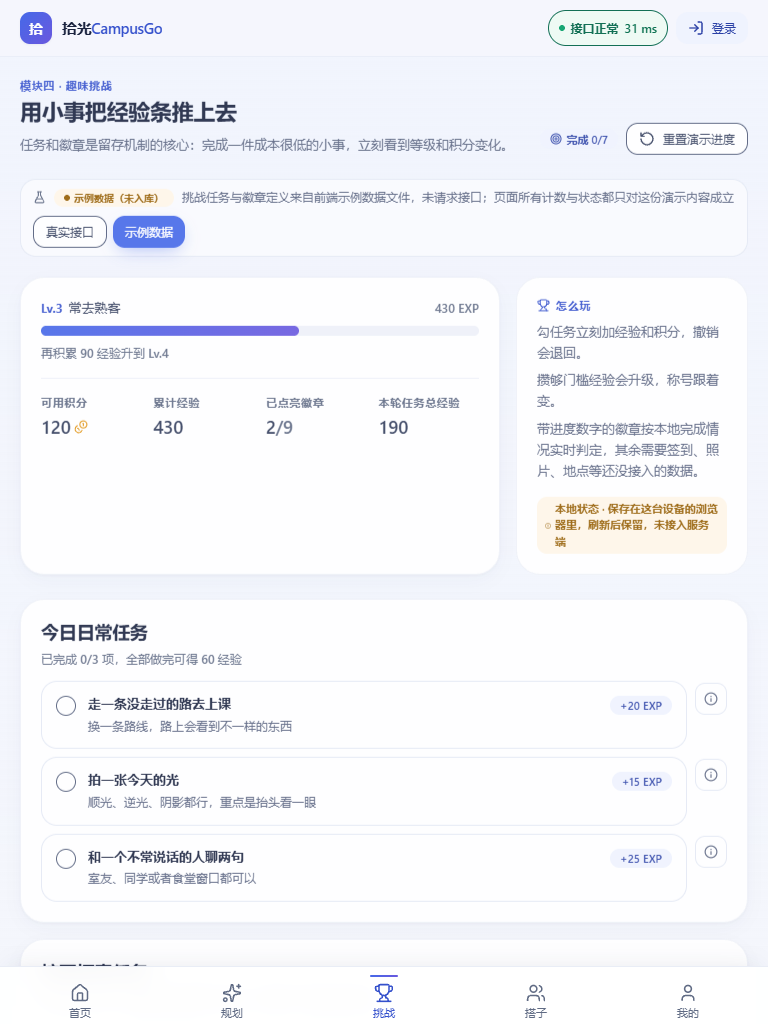 拾 拾光CampusGo
接口正常 31 ms
登录
模块四 · 趣味挑战
用小事把经验条推上去
任务和徽章是留存机制的核心：完成一件成本很低的小事，立刻看到等级和积分变化。
完成 0/7
重置演示进度
示例数据（未入库）
挑战任务与徽章定义来自前端示例数据文件，未请求接口；页面所有计数与状态都只对这份演示内容成立
真实接口
示例数据
Lv.3 常去熟客
430 EXP
再积累 90 经验升到 Lv.4
可用积分
120
累计经验
430
已点亮徽章
2/9
本轮任务总经验
190
怎么玩
勾任务立刻加经验和积分，撤销
会退回。
攒够门槛经验会升级，称号跟着
变。
带进度数字的徽章按本地完成情
况实时判定，其余需要签到、照
片、地点等还没接入的数据。
本地状态 · 保存在这台设备的浏览
器里，刷新后保留，未接入服务
端
今日日常任务
已完成 0/3 项，全部做完可得 60 经验
走一条没走过的路去上课
+20 EXP
换一条路线，路上会看到不一样的东西
拍一张今天的光
+15 EXP
顺光、逆光、阴影都行，重点是抬头看一眼
和一个不常说话的人聊两句
+25 EXP
室友、同学或者食堂窗口都可以
首页
规划
挑战
搭子
我的